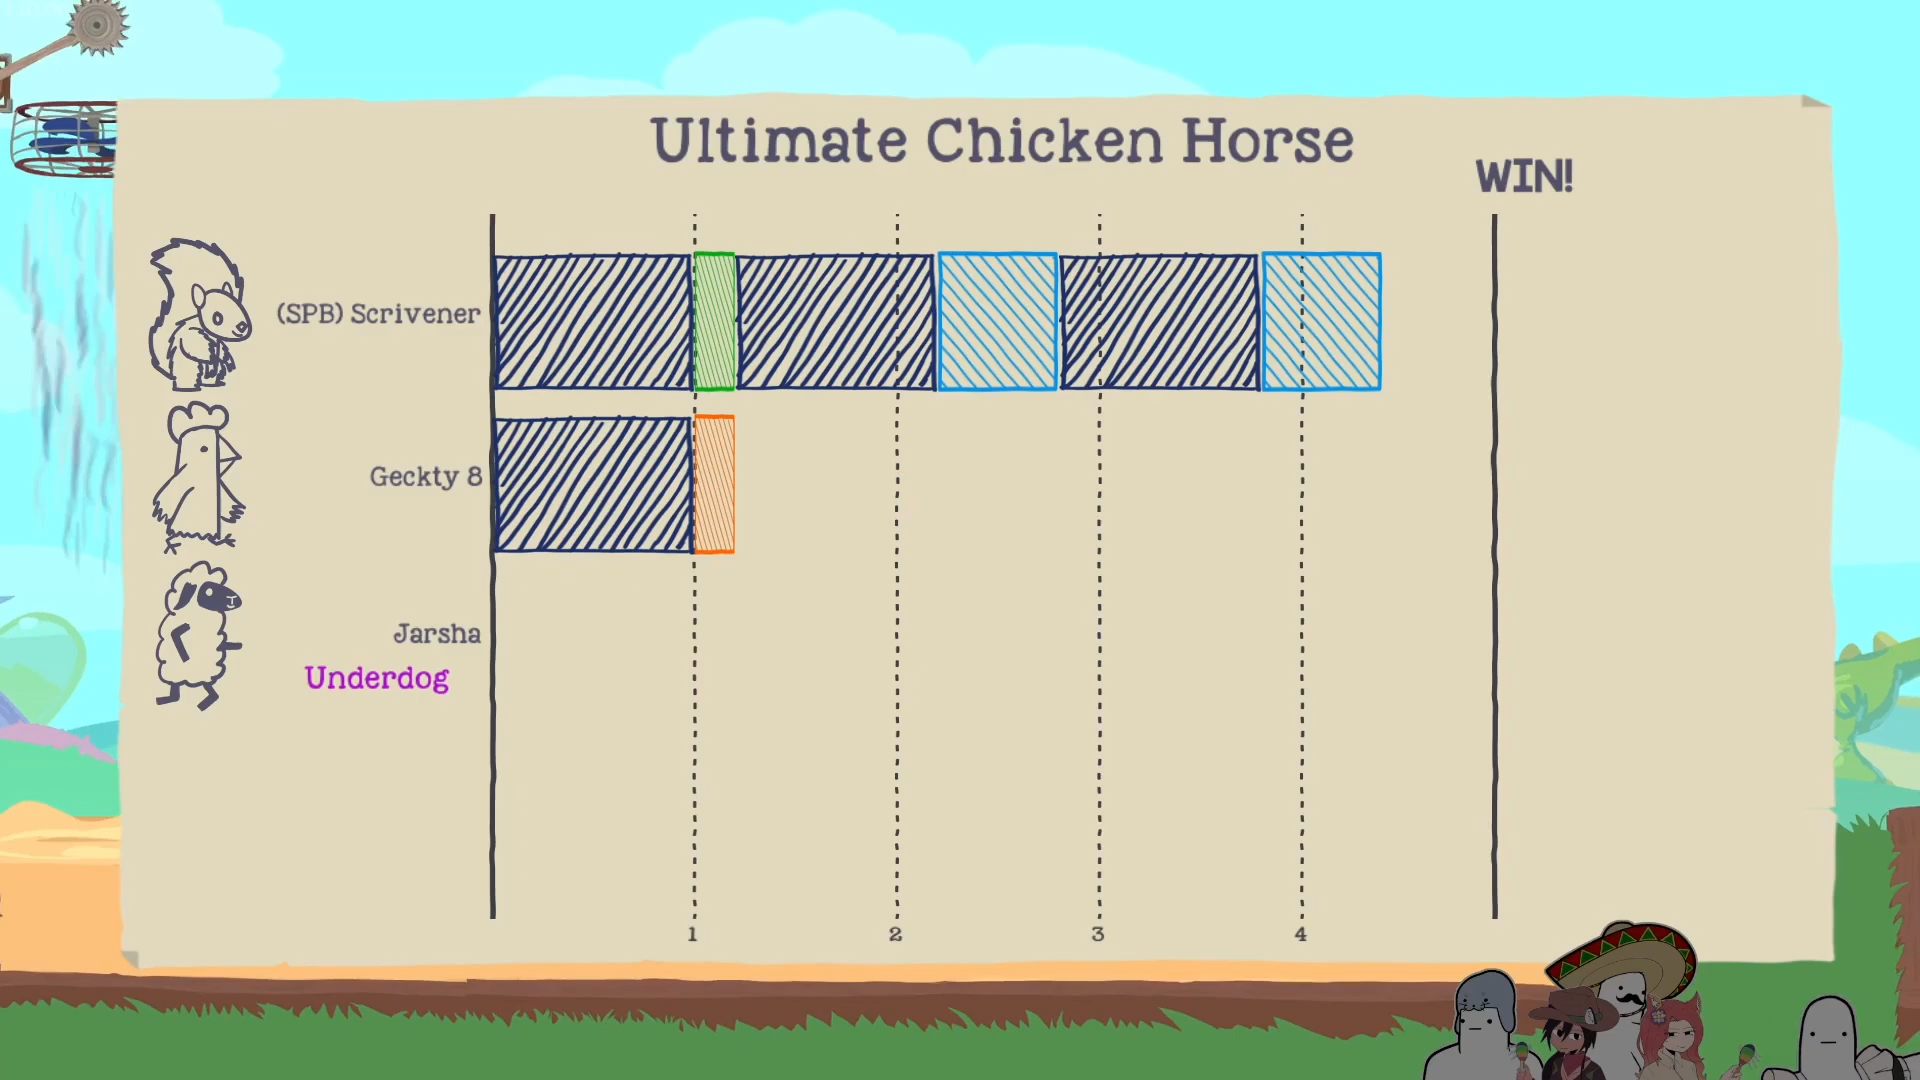 Ultimate Chicken Horse
WIN!
(SPB) Scrivener
Geckty 8
Jarsha
Underdog
1 2 3 4